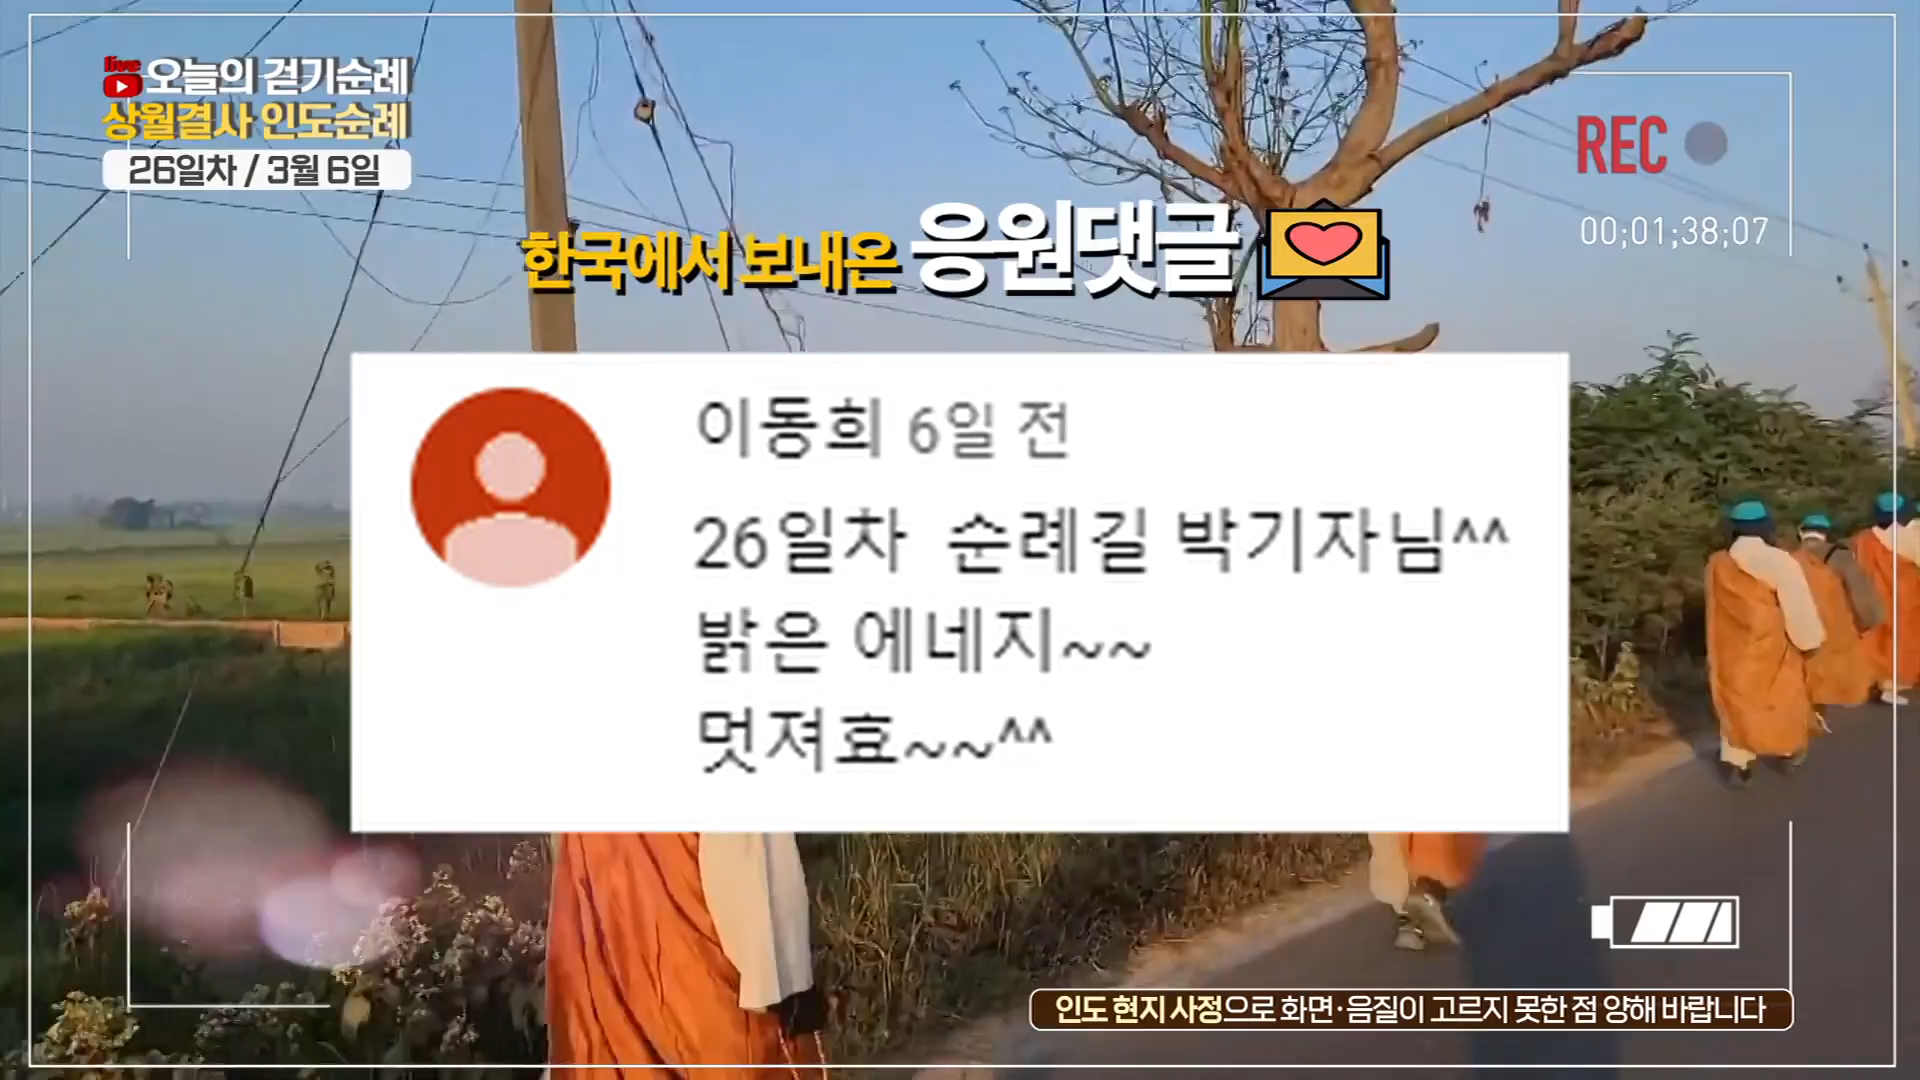 live 오늘의 걷기순례
상월결사 인도순례
26일차 / 3월 6일
REC
00;01;38;07
한국에서 보내온 응원댓글
이동희 6일 전
26일차 순례길 박기자님^^
밝은 에네지~~
멋져효~~^^
인도 현지 사정으로 화면·음질이 고르지 못한 점 양해 바랍니다